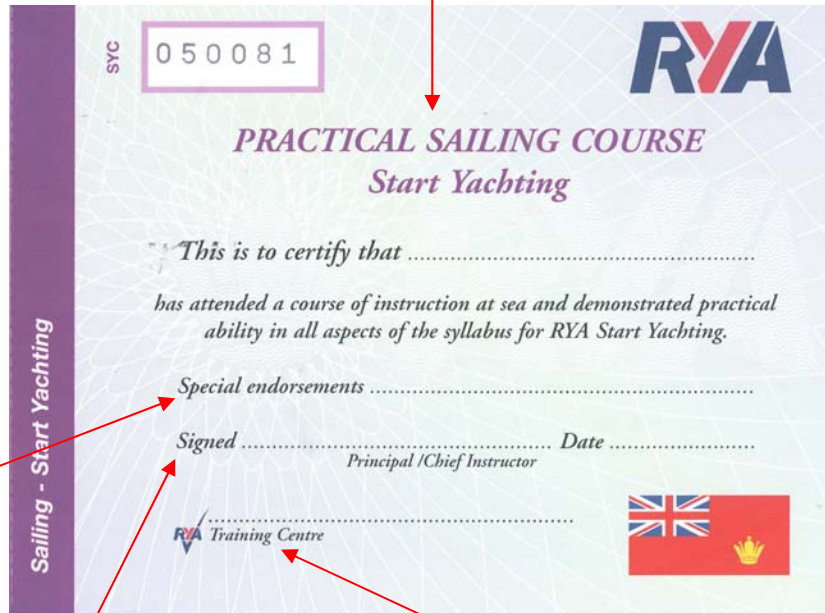 SYC
050081
RYA
PRACTICAL SAILING COURSE
Start Yachting
This is to certify that ............................................................
has attended a course of instruction at sea and demonstrated practical
ability in all aspects of the syllabus for RYA Start Yachting.
Special endorsements ..................................................................
Signed ...................................................... Date .........................
Principal /Chief Instructor
...............................................................
RYA Training Centre
Sailing - Start Yachting